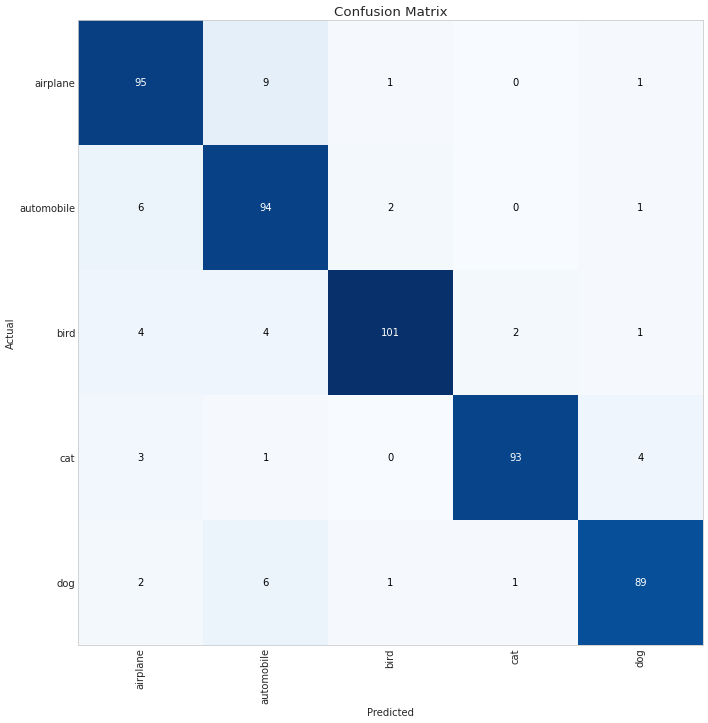 Confusion Matrix
airplane 95 9 1 0 1
automobile 6 94 2 0 1
bird 4 4 101 2 1
cat 3 1 0 93 4
dog 2 6 1 1 89
Actual
airplane automobile bird cat dog
Predicted